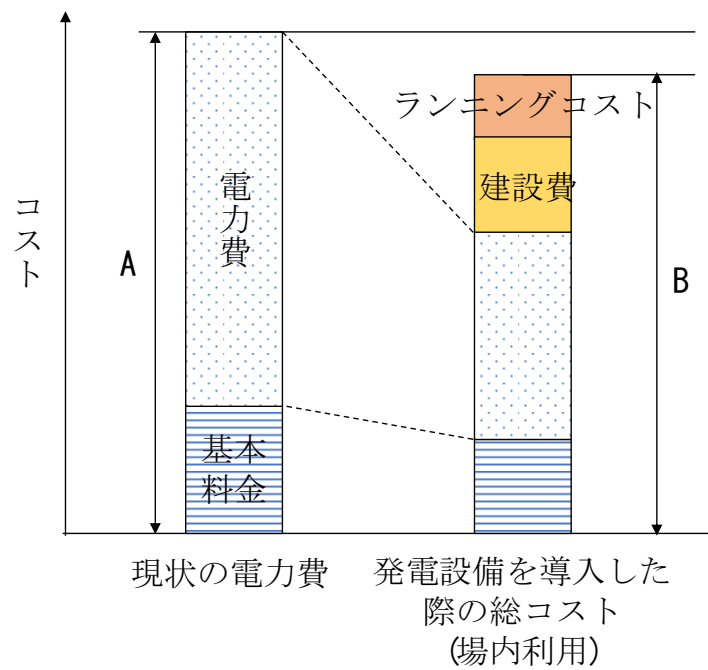 コスト
A
電力費
基本
料金
ランニングコスト
建設費
B
現状の電力費
発電設備を導入した
際の総コスト
(場内利用)